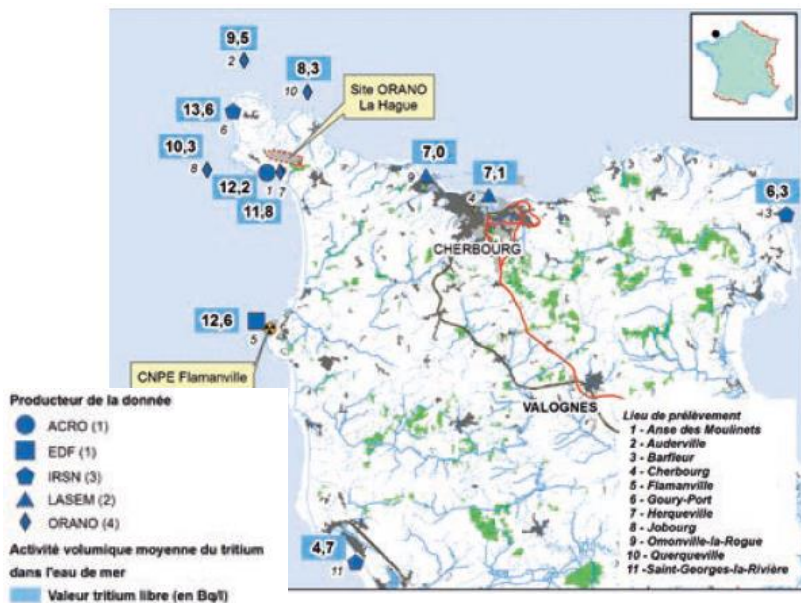 9,5
2
8,3
10
Site ORANO
La Hague
13,6
6
10,3
8
12,2
1
7
11,8
7,0
9
7,1
4
6,3
3
CHERBOURG
12,6
5
CNPE Flamanville
VALOGNES
4,7
11
Producteur de la donnée
ACRO (1)
EDF (1)
IRSN (3)
LASEM (2)
ORANO (4)
Activité volumique moyenne du tritium
dans l'eau de mer
Valeur tritium libre (en Bq/l)
Lieu de prélèvement
1 - Anse des Moulinets
2 - Auderville
3 - Barfleur
4 - Cherbourg
5 - Flamanville
6 - Goury-Port
7 - Herqueville
8 - Jobourg
9 - Omonville-la-Rogue
10 - Querqueville
11 - Saint-Georges-la-Rivière